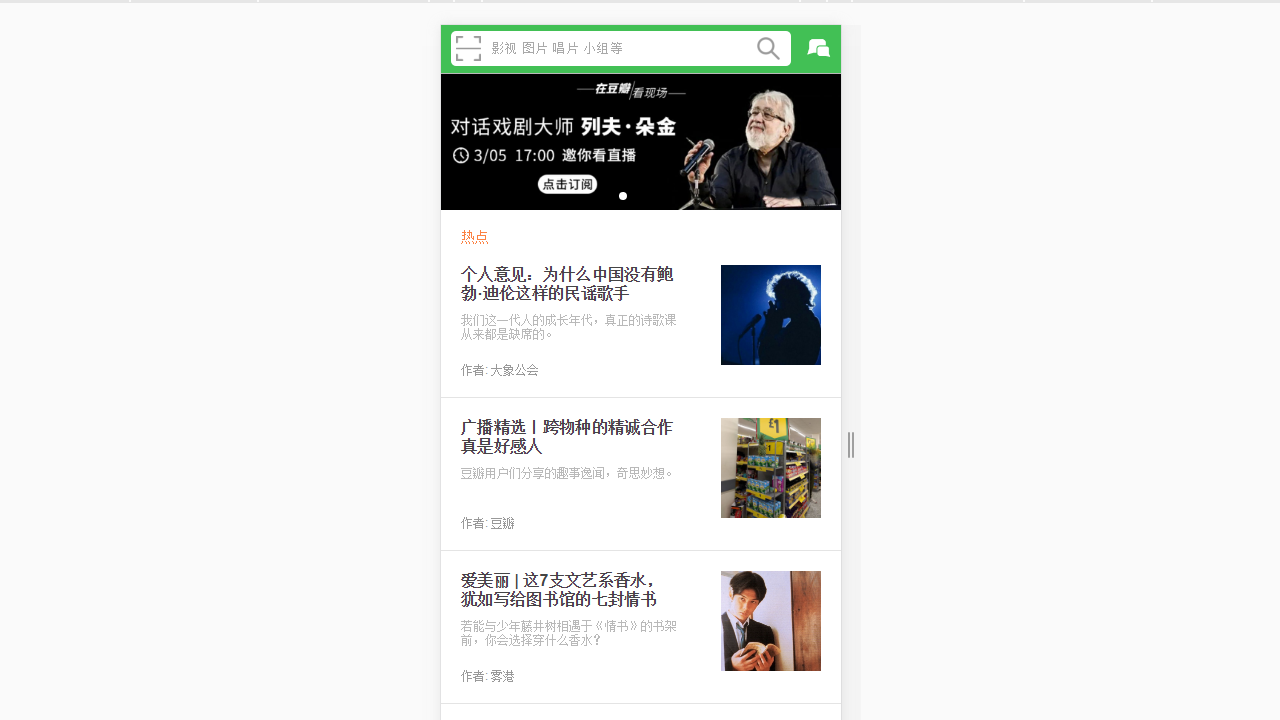 影视 图片 唱片 小组等
在豆瓣 看现场
对话戏剧大师 列夫·朵金
3/05 17:00 邀你看直播
点击订阅
热点
个人意见：为什么中国没有鲍
勃·迪伦这样的民谣歌手
我们这一代人的成长年代，真正的诗歌课
从来都是缺席的。
作者: 大象公会
广播精选丨跨物种的精诚合作
真是好感人
豆瓣用户们分享的趣事逸闻，奇思妙想。
作者: 豆瓣
£1
爱美丽 | 这7支文艺系香水，
犹如写给图书馆的七封情书
若能与少年藤井树相遇于《情书》的书架
前，你会选择穿什么香水？
作者: 雾港